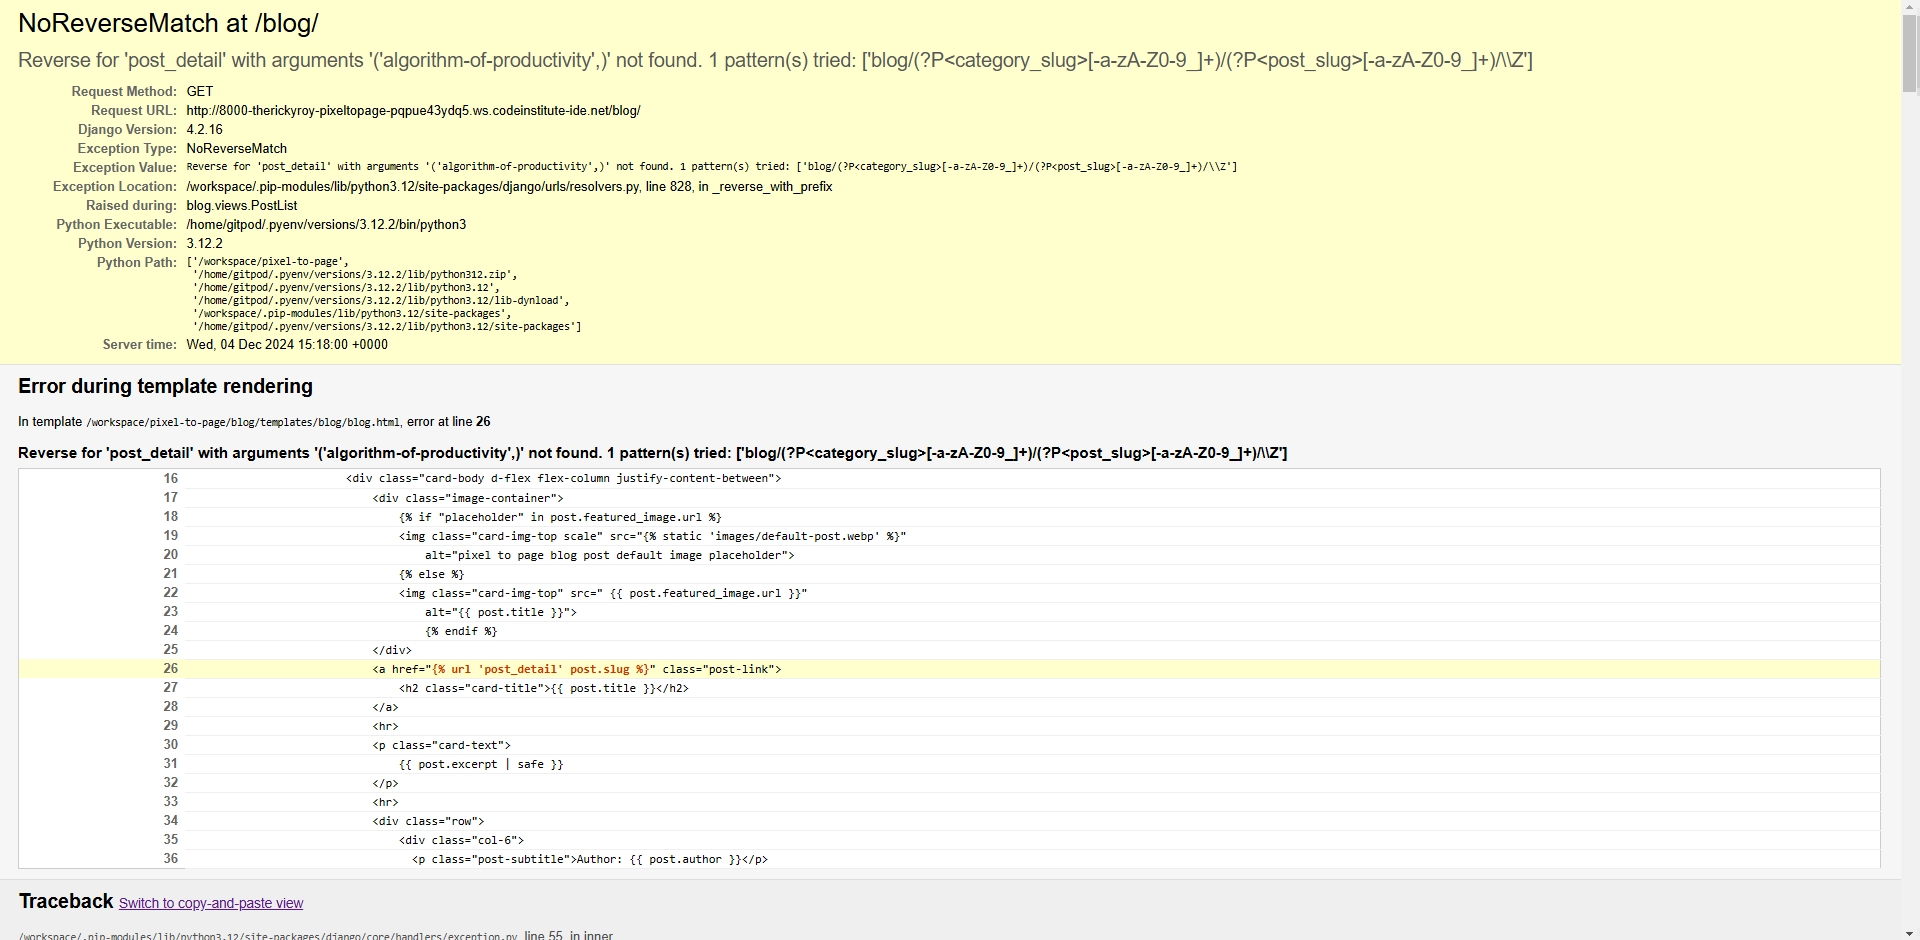 NoReverseMatch at /blog/
Reverse for 'post_detail' with arguments '('algorithm-of-productivity',)' not found. 1 pattern(s) tried: ['blog/(?P<category_slug>[-a-zA-Z0-9_]+)/(?P<post_slug>[-a-zA-Z0-9_]+)/\\Z']
Request Method: GET
Request URL: http://8000-therickyroy-pixeltopage-pqpue43ydq5.ws.codeinstitute-ide.net/blog/
Django Version: 4.2.16
Exception Type: NoReverseMatch
Exception Value: Reverse for 'post_detail' with arguments '('algorithm-of-productivity',)' not found. 1 pattern(s) tried: ['blog/(?P<category_slug>[-a-zA-Z0-9_]+)/(?P<post_slug>[-a-zA-Z0-9_]+)/\\Z']
Exception Location: /workspace/.pip-modules/lib/python3.12/site-packages/django/urls/resolvers.py, line 828, in _reverse_with_prefix
Raised during: blog.views.PostList
Python Executable: /home/gitpod/.pyenv/versions/3.12.2/bin/python3
Python Version: 3.12.2
Python Path: ['/workspace/pixel-to-page',
'/home/gitpod/.pyenv/versions/3.12.2/lib/python312.zip',
'/home/gitpod/.pyenv/versions/3.12.2/lib/python3.12',
'/home/gitpod/.pyenv/versions/3.12.2/lib/python3.12/lib-dynload',
'/workspace/.pip-modules/lib/python3.12/site-packages',
'/home/gitpod/.pyenv/versions/3.12.2/lib/python3.12/site-packages']
Server time: Wed, 04 Dec 2024 15:18:00 +0000
Error during template rendering
In template /workspace/pixel-to-page/blog/templates/blog/blog.html, error at line 26
Reverse for 'post_detail' with arguments '('algorithm-of-productivity',)' not found. 1 pattern(s) tried: ['blog/(?P<category_slug>[-a-zA-Z0-9_]+)/(?P<post_slug>[-a-zA-Z0-9_]+)/\\Z']
16 <div class="card-body d-flex flex-column justify-content-between">
17 <div class="image-container">
18 {% if "placeholder" in post.featured_image.url %}
19 <img class="card-img-top scale" src="{% static 'images/default-post.webp' %}"
20 alt="pixel to page blog post default image placeholder">
21 {% else %}
22 <img class="card-img-top" src=" {{ post.featured_image.url }}"
23 alt="{{ post.title }}">
24 {% endif %}
25 </div>
26 <a href="{% url 'post_detail' post.slug %}" class="post-link">
27 <h2 class="card-title">{{ post.title }}</h2>
28 </a>
29 <hr>
30 <p class="card-text">
31 {{ post.excerpt | safe }}
32 </p>
33 <hr>
34 <div class="row">
35 <div class="col-6">
36 <p class="post-subtitle">Author: {{ post.author }}</p>
Traceback Switch to copy-and-paste view
/workspace/.pip-modules/lib/python3.12/site-packages/django/core/handlers/exception.py, line 55, in inner